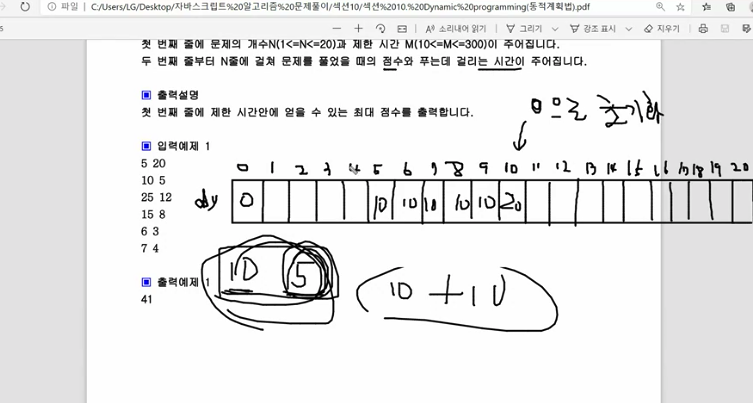 C:/Users/LG/Desktop/자바스크립트%20알고리즘%20문제풀이/섹션10/섹션%2010.%20Dynamic%20programming(동적계획법).pdf
파일
소리내어 읽기 그리기 강조 표시 지우기
첫 번째 줄에 문제의 개수N(1<=N<=20)과 제한 시간 M(10<=M<=300)이 주어집니다.
두 번째 줄부터 N줄에 걸쳐 문제를 풀었을 때의 점수와 푸는데 걸리는 시간이 주어집니다.
■ 출력설명
첫 번째 줄에 제한 시간안에 얻을 수 있는 최대 점수를 출력합니다.
0으로 초기화
■ 입력예제 1
5 20
0 1 2 3 4 5 6 7 8 9 10 11 12 13 14 15 16 17 18 19 20
10 5
25 12
dy 0 10 10 10 10 10 20
15 8
6 3
7 4
10 5
10 + 10
■ 출력예제 1
41